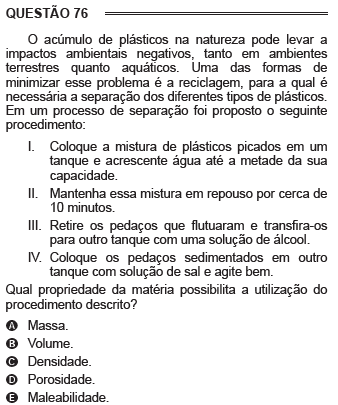 QUESTÃO 76
O acúmulo de plásticos na natureza pode levar a
impactos ambientais negativos, tanto em ambientes
terrestres quanto aquáticos. Uma das formas de
minimizar esse problema é a reciclagem, para a qual é
necessária a separação dos diferentes tipos de plásticos.
Em um processo de separação foi proposto o seguinte
procedimento:
I. Coloque a mistura de plásticos picados em um
tanque e acrescente água até a metade da sua
capacidade.
II. Mantenha essa mistura em repouso por cerca de
10 minutos.
III. Retire os pedaços que flutuaram e transfira-os
para outro tanque com uma solução de álcool.
IV. Coloque os pedaços sedimentados em outro
tanque com solução de sal e agite bem.
Qual propriedade da matéria possibilita a utilização do
procedimento descrito?
A Massa.
B Volume.
C Densidade.
D Porosidade.
E Maleabilidade.